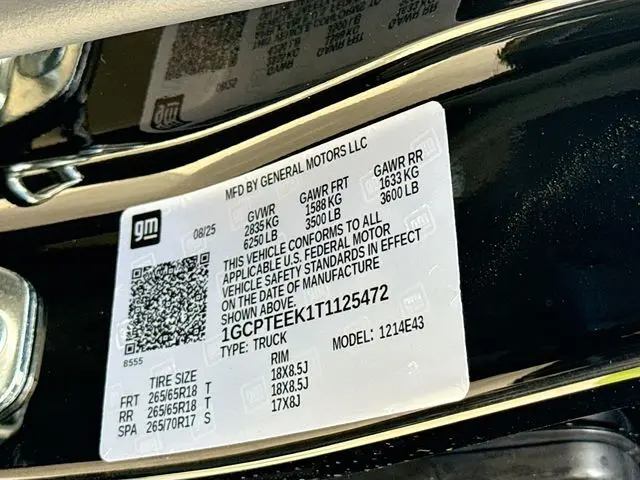 gm
MFD BY GENERAL MOTORS LLC
08/25
GVWR GAWR FRT GAWR RR
2835 KG 1588 KG 1633 KG
6250 LB 3500 LB 3600 LB
THIS VEHICLE CONFORMS TO ALL
APPLICABLE U.S. FEDERAL MOTOR
VEHICLE SAFETY STANDARDS IN EFFECT
ON THE DATE OF MANUFACTURE
SHOWN ABOVE.
1GCPTEEK1T1125472
TYPE: TRUCK MODEL: 1214E43
8555
TIRE SIZE RIM
FRT 265/65R18 T 18X8.5J
RR 265/65R18 T 18X8.5J
SPA 265/70R17 S 17X8J